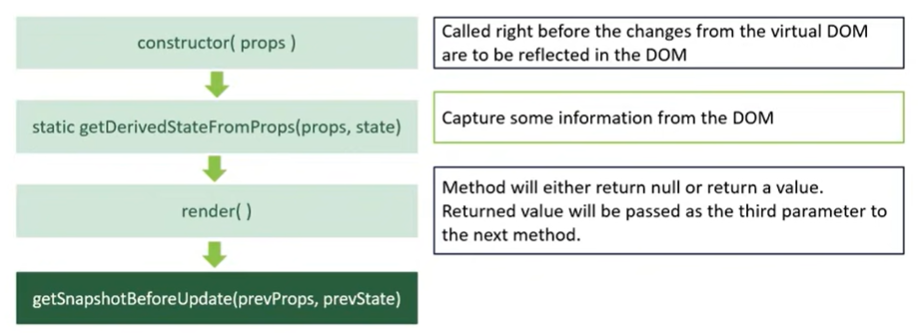 constructor( props )
static getDerivedStateFromProps(props, state)
render( )
getSnapshotBeforeUpdate(prevProps, prevState)
Called right before the changes from the virtual DOM
are to be reflected in the DOM
Capture some information from the DOM
Method will either return null or return a value.
Returned value will be passed as the third parameter to
the next method.